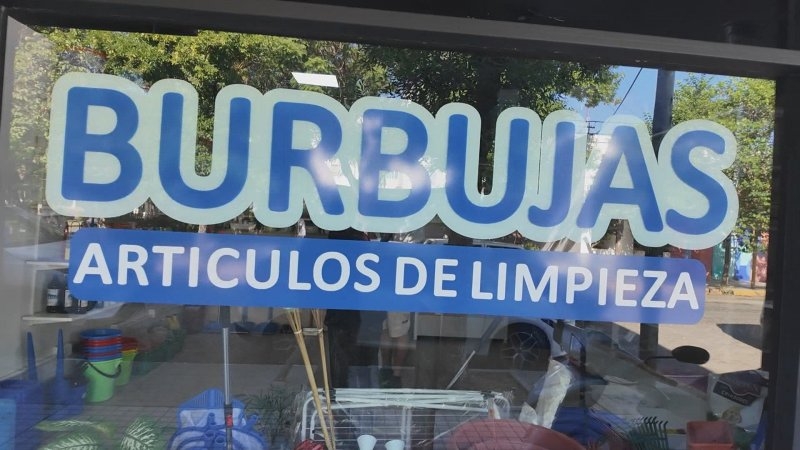 BURBUJAS
ARTICULOS DE LIMPIEZA